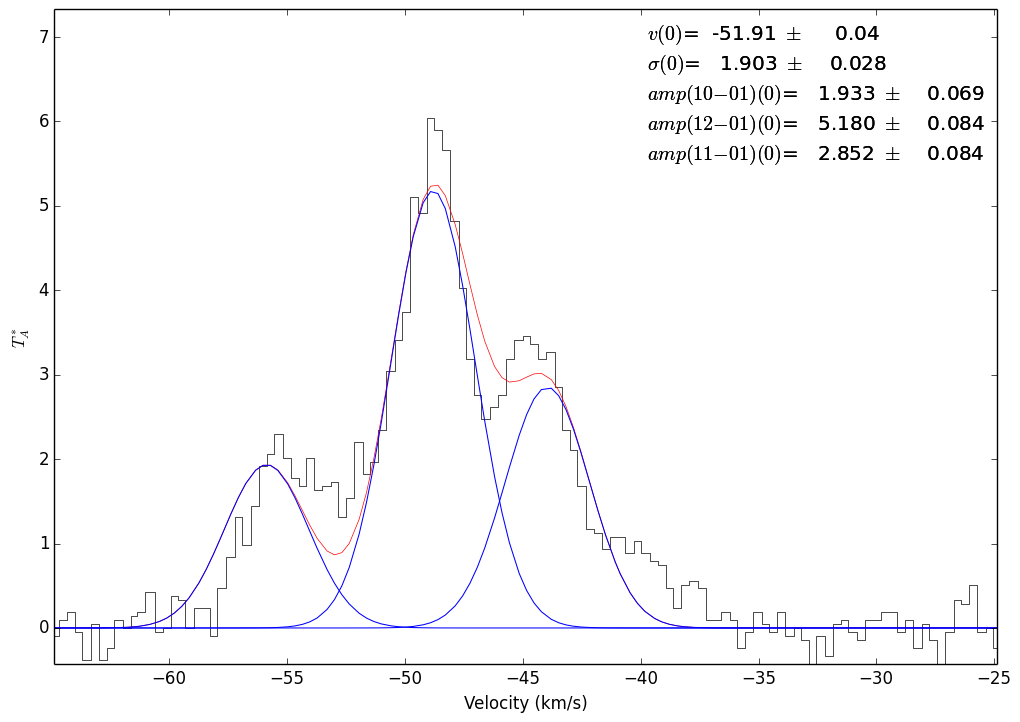 v(0)= -51.91 ± 0.04
σ(0)= 1.903 ± 0.028
amp(10−01)(0)= 1.933 ± 0.069
amp(12−01)(0)= 5.180 ± 0.084
amp(11−01)(0)= 2.852 ± 0.084
7
6
5
4
3
2
1
0
T*A
−60 −55 −50 −45 −40 −35 −30 −25
Velocity (km/s)